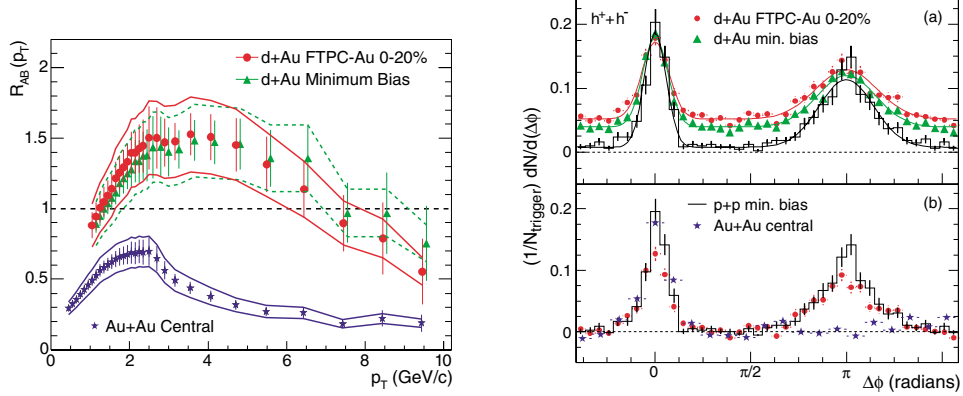 R_AB(p_T)
2
1.5
1
0.5
0
d+Au FTPC-Au 0-20%
d+Au Minimum Bias
Au+Au Central
0 2 4 6 8 10
p_T (GeV/c)
(1/N_trigger) dN/d(Δϕ)
0.2
0.1
0
h⁺+h⁻
d+Au FTPC-Au 0-20%
d+Au min. bias
(a)
0.2
0.1
0
p+p min. bias
Au+Au central
(b)
0 π/2 π
Δϕ (radians)